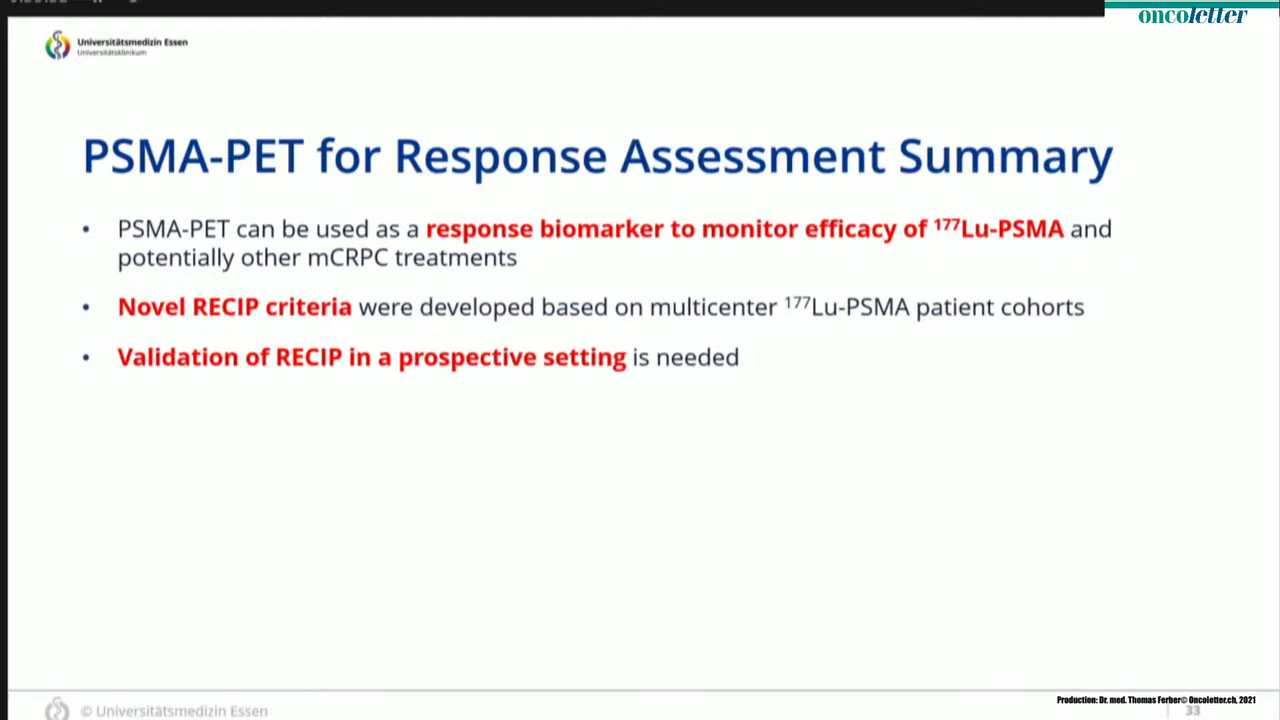 oncoletter
Universitätsmedizin Essen
Universitätsklinikum
PSMA-PET for Response Assessment Summary
• PSMA-PET can be used as a response biomarker to monitor efficacy of ¹⁷⁷Lu-PSMA and
potentially other mCRPC treatments
• Novel RECIP criteria were developed based on multicenter ¹⁷⁷Lu-PSMA patient cohorts
• Validation of RECIP in a prospective setting is needed
Production: Dr. med. Thomas Ferber© Oncoletter.ch, 2021
© Universitätsmedizin Essen
33